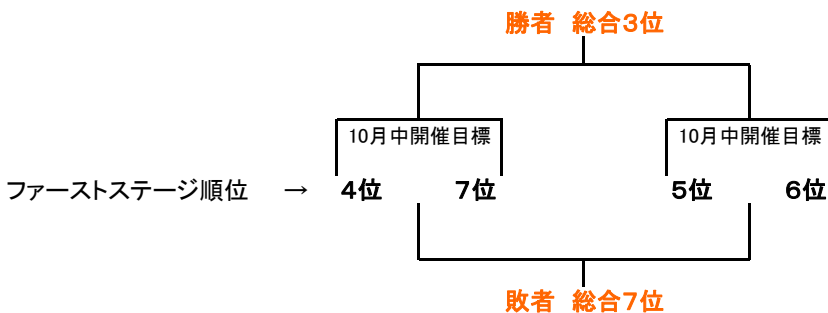 勝者　総合３位
10月中開催目標
10月中開催目標
ファーストステージ順位　→　４位　７位　５位　６位
敗者　総合７位